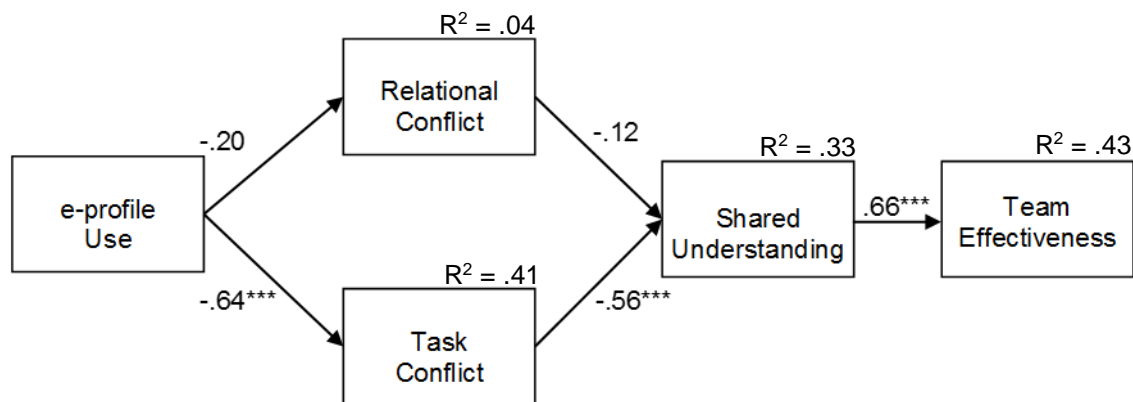 R² = .04
Relational
Conflict
-.20
-.12
R² = .33
R² = .43
e-profile
Use
Shared
Understanding
.66***
Team
Effectiveness
R² = .41
-.64***
-.56***
Task
Conflict